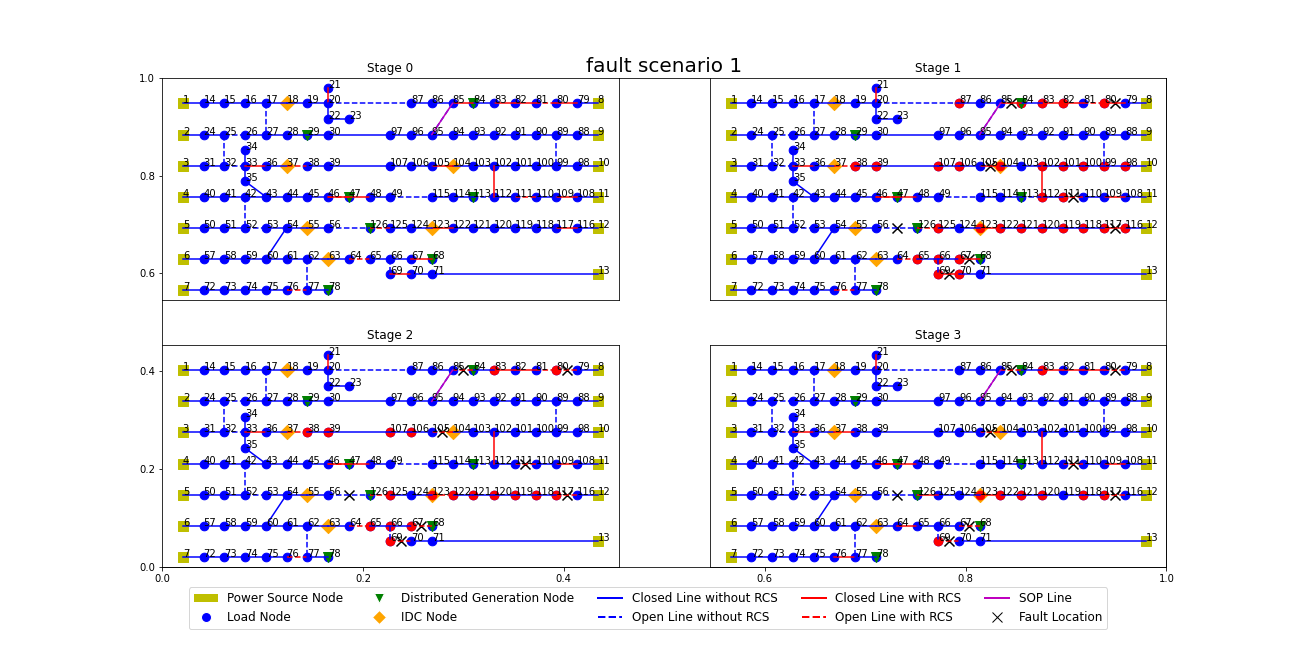 fault scenario 1
Stage 0
1.0
0.8
0.6
21
1 14 15 16 17 18 19 20 87 86 85 84 83 82 81 80 79 8
22 23
2 24 25 26 27 28 29 30 97 96 95 94 93 92 91 90 89 88 9
34
3 31 32 33 36 37 38 39 107 106 105 104 103 102 101 100 99 98 10
35
4 40 41 42 43 44 45 46 47 48 49 115 114 113 112 111 110 109 108 11
5 50 51 52 53 54 55 56 126 125 124 123 122 121 120 119 118 117 116 12
6 57 58 59 60 61 62 63 64 65 66 67 68
69 70 71 13
7 72 73 74 75 76 77 78
Stage 1
21
1 14 15 16 17 18 19 20 87 86 85 84 83 82 81 80 79 8
22 23
2 24 25 26 27 28 29 30 97 96 95 94 93 92 91 90 89 88 9
34
3 31 32 33 36 37 38 39 107 106 105 104 103 102 101 100 99 98 10
35
4 40 41 42 43 44 45 46 47 48 49 115 114 113 112 111 110 109 108 11
5 50 51 52 53 54 55 56 126 125 124 123 122 121 120 119 118 117 116 12
6 57 58 59 60 61 62 63 64 65 66 67 68
69 70 71 13
7 72 73 74 75 76 77 78
Stage 2
0.4
0.2
0.0
21
1 14 15 16 17 18 19 20 87 86 85 84 83 82 81 80 79 8
22 23
2 24 25 26 27 28 29 30 97 96 95 94 93 92 91 90 89 88 9
34
3 31 32 33 36 37 38 39 107 106 105 104 103 102 101 100 99 98 10
35
4 40 41 42 43 44 45 46 47 48 49 115 114 113 112 111 110 109 108 11
5 50 51 52 53 54 55 56 126 125 124 123 122 121 120 119 118 117 116 12
6 57 58 59 60 61 62 63 64 65 66 67 68
69 70 71 13
7 72 73 74 75 76 77 78
Stage 3
21
1 14 15 16 17 18 19 20 87 86 85 84 83 82 81 80 79 8
22 23
2 24 25 26 27 28 29 30 97 96 95 94 93 92 91 90 89 88 9
34
3 31 32 33 36 37 38 39 107 106 105 104 103 102 101 100 99 98 10
35
4 40 41 42 43 44 45 46 47 48 49 115 114 113 112 111 110 109 108 11
5 50 51 52 53 54 55 56 126 125 124 123 122 121 120 119 118 117 116 12
6 57 58 59 60 61 62 63 64 65 66 67 68
69 70 71 13
7 72 73 74 75 76 77 78
0.0 0.2 0.4 0.6 0.8 1.0
Power Source Node
Load Node
Distributed Generation Node
IDC Node
Closed Line without RCS
Open Line without RCS
Closed Line with RCS
Open Line with RCS
SOP Line
Fault Location